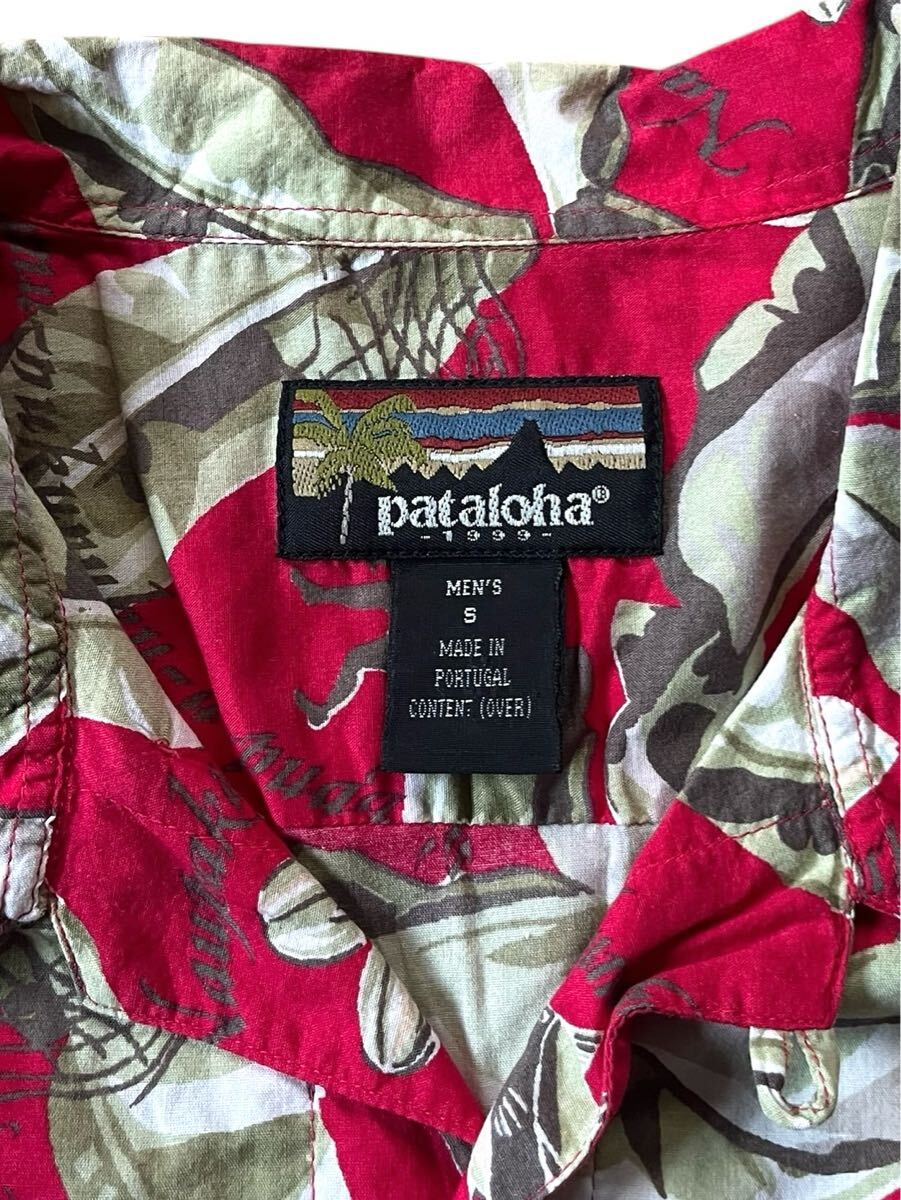 pataloha®
-1999-
MEN'S
S
MADE IN
PORTUGAL
CONTENT (OVER)